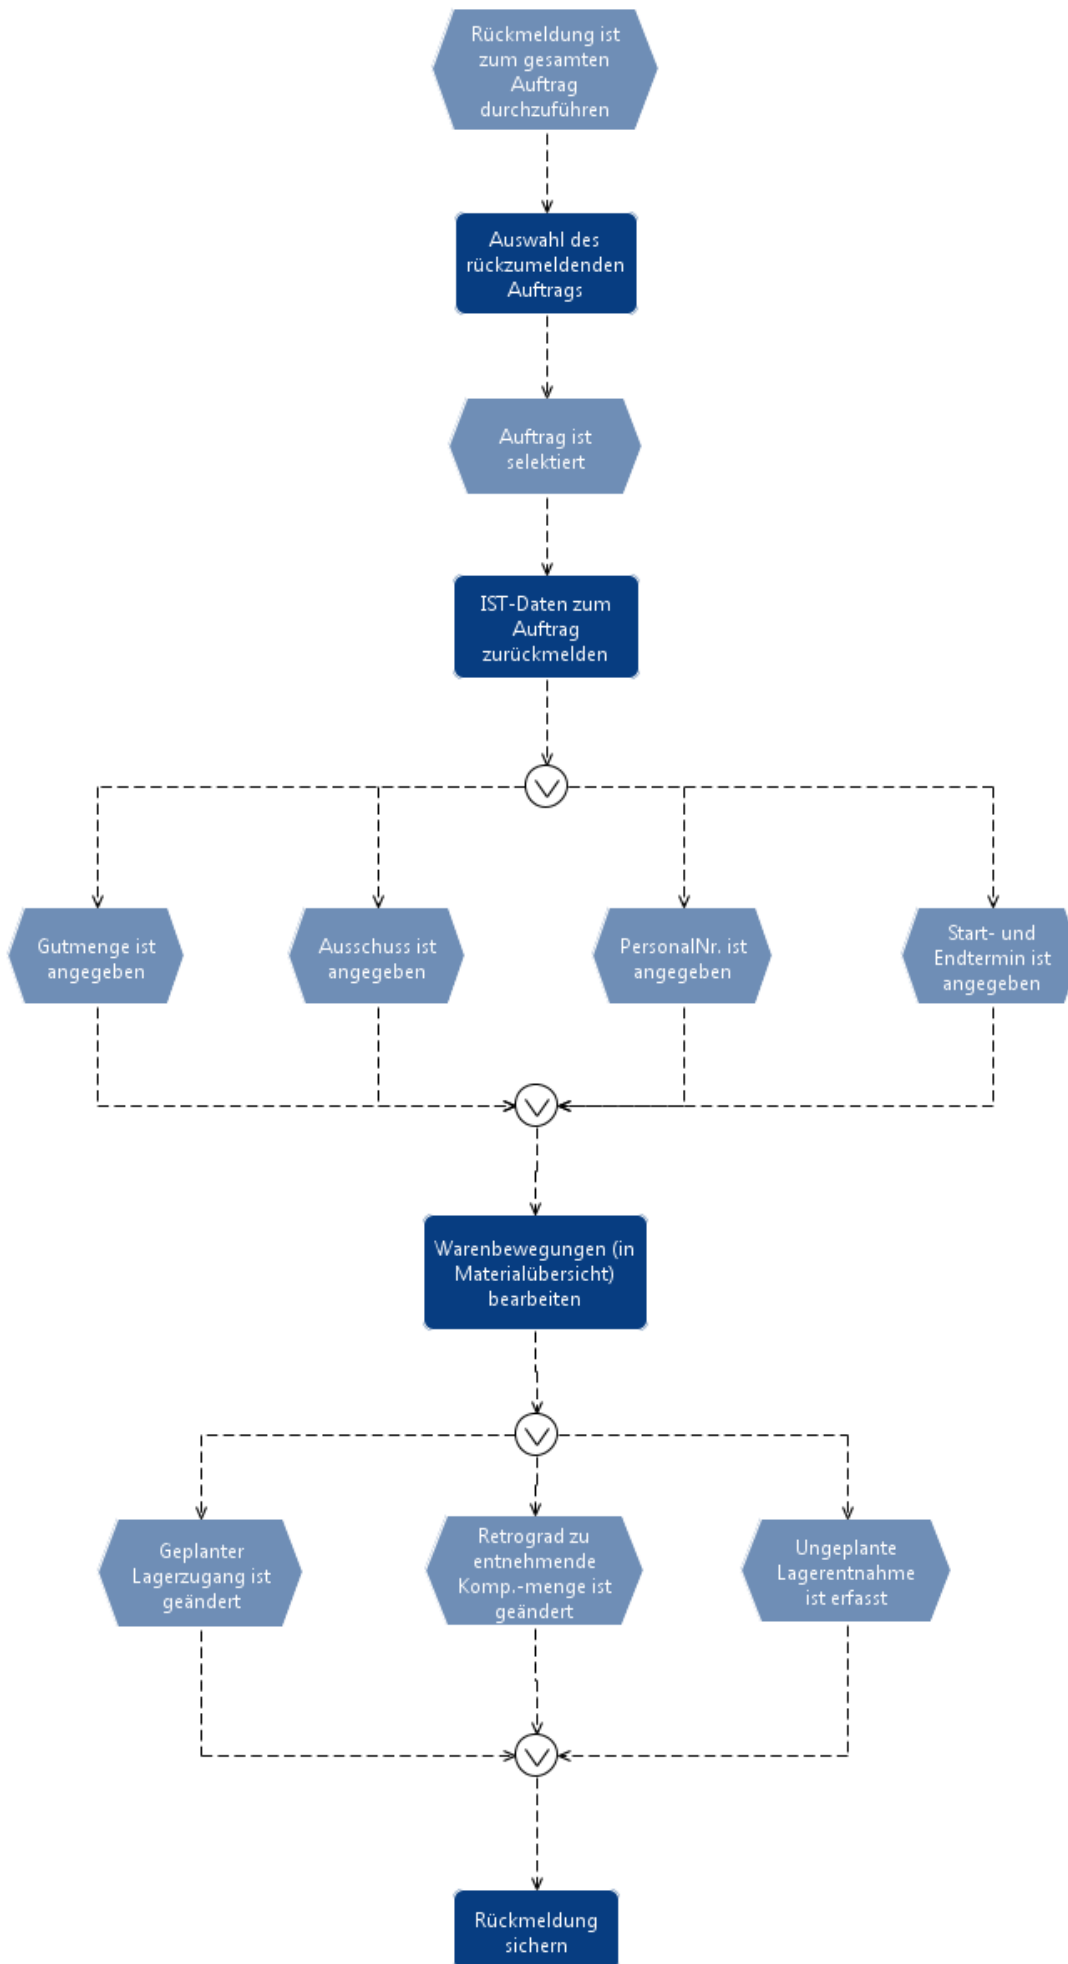 Rückmeldung ist
zum gesamten
Auftrag
durchzuführen
Auswahl des
rückzumeldenden
Auftrags
Auftrag ist
selektiert
IST-Daten zum
Auftrag
zurückmelden
Gutmenge ist
angegeben
Ausschuss ist
angegeben
PersonalNr. ist
angegeben
Start- und
Endtermin ist
angegeben
Warenbewegungen (in
Materialübersicht)
bearbeiten
Geplanter
Lagerzugang ist
geändert
Retrograd zu
entnehmende
Komp.-menge ist
geändert
Ungeplante
Lagerentnahme
ist erfasst
Rückmeldung
sichern